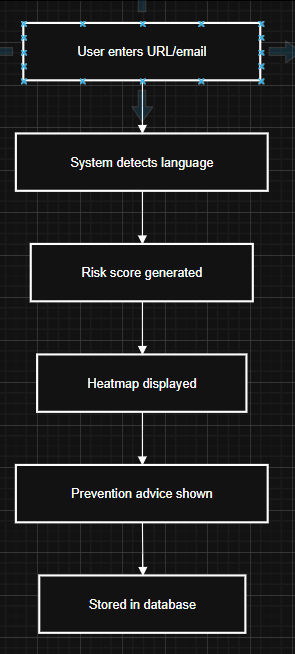 User enters URL/email
System detects language
Risk score generated
Heatmap displayed
Prevention advice shown
Stored in database